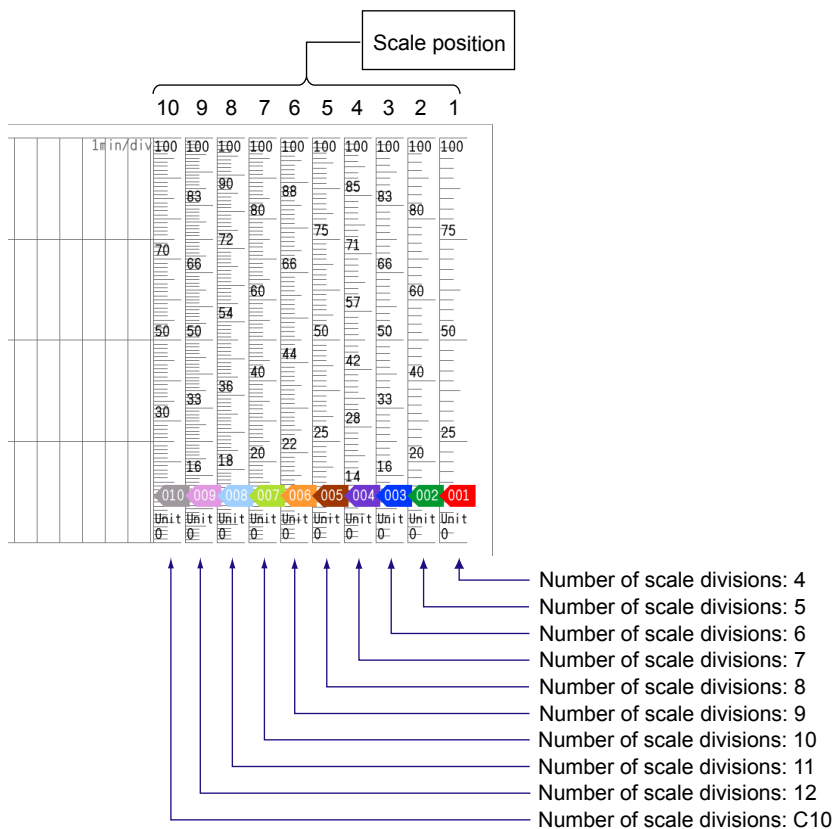 Scale position
10 9 8 7 6 5 4 3 2 1
1min/div 100 100 100 100 100 100 100 100 100 100
90 88 85
83 83
80 80
75 75
72 71
70 66 66 66
60 60
57
54
50 50 50 50 50
44
42
40 40
36
33 33
30 28
25 25
22
20 20
18
16 16
14
010 009 008 007 006 005 004 003 002 001
Unit Unit Unit Unit Unit Unit Unit Unit Unit Unit
0 0 0 0 0 0 0 0 0 0
Number of scale divisions: 4
Number of scale divisions: 5
Number of scale divisions: 6
Number of scale divisions: 7
Number of scale divisions: 8
Number of scale divisions: 9
Number of scale divisions: 10
Number of scale divisions: 11
Number of scale divisions: 12
Number of scale divisions: C10